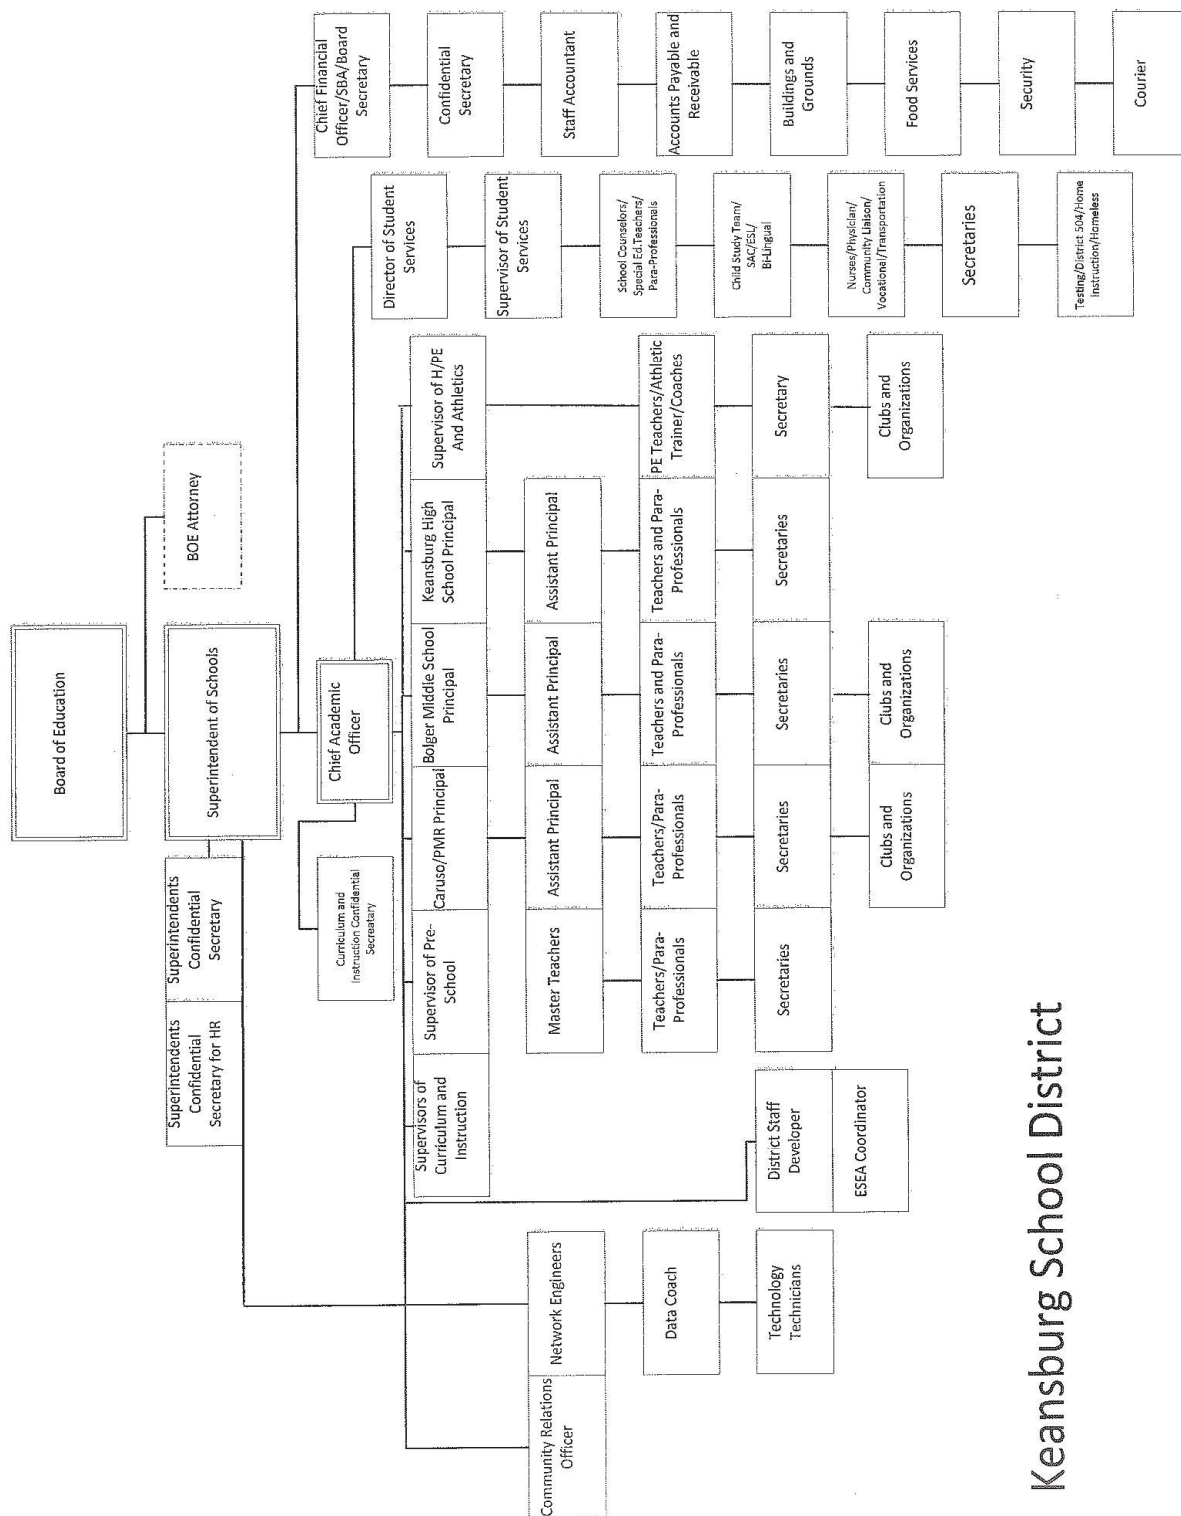 Board of Education
BOE Attorney
Superintendents
Confidential
Secretary for HR
Superintendents
Confidential
Secretary
Superintendent of Schools
Curriculum and
Instruction Confidential
Secreatary
Chief Academic
Officer
Chief Financial
Officer/SBA/Board
Secretary
Director of Student
Services
Supervisors of
Curriculum and
Instruction
Supervisor of Pre-
School
Caruso/PMR Principal
Bolger Middle School
Principal
Keansburg High
School Principal
Supervisor of H/PE
And Athletics
Supervisor of Student
Services
Confidential
Secretary
Community Relations
Officer
Network Engineers
Master Teachers
Assistant Principal
Assistant Principal
Assistant Principal
School Counselors/
Special Ed.Teachers/
Para-Professionals
Staff Accountant
Data Coach
Teachers/Para-
Professionals
Teachers/Para-
Professionals
Teachers and Para-
Professionals
Teachers and Para-
Professionals
PE Teachers/Athletic
Trainer/Coaches
Child Study Team/
SAC/ESL/
Bi-Lingual
Accounts Payable and
Receivable
Technology
Technicians
District Staff
Developer
ESEA Coordinator
Secretaries
Secretaries
Secretaries
Secretaries
Secretary
Nurses/Physician/
Community Liaison/
Vocational/Transportation
Buildings and
Grounds
Clubs and
Organizations
Clubs and
Organizations
Clubs and
Organizations
Secretaries
Food Services
Testing/District 504/Home
Instruction/Homeless
Security
Courier
Keansburg School District